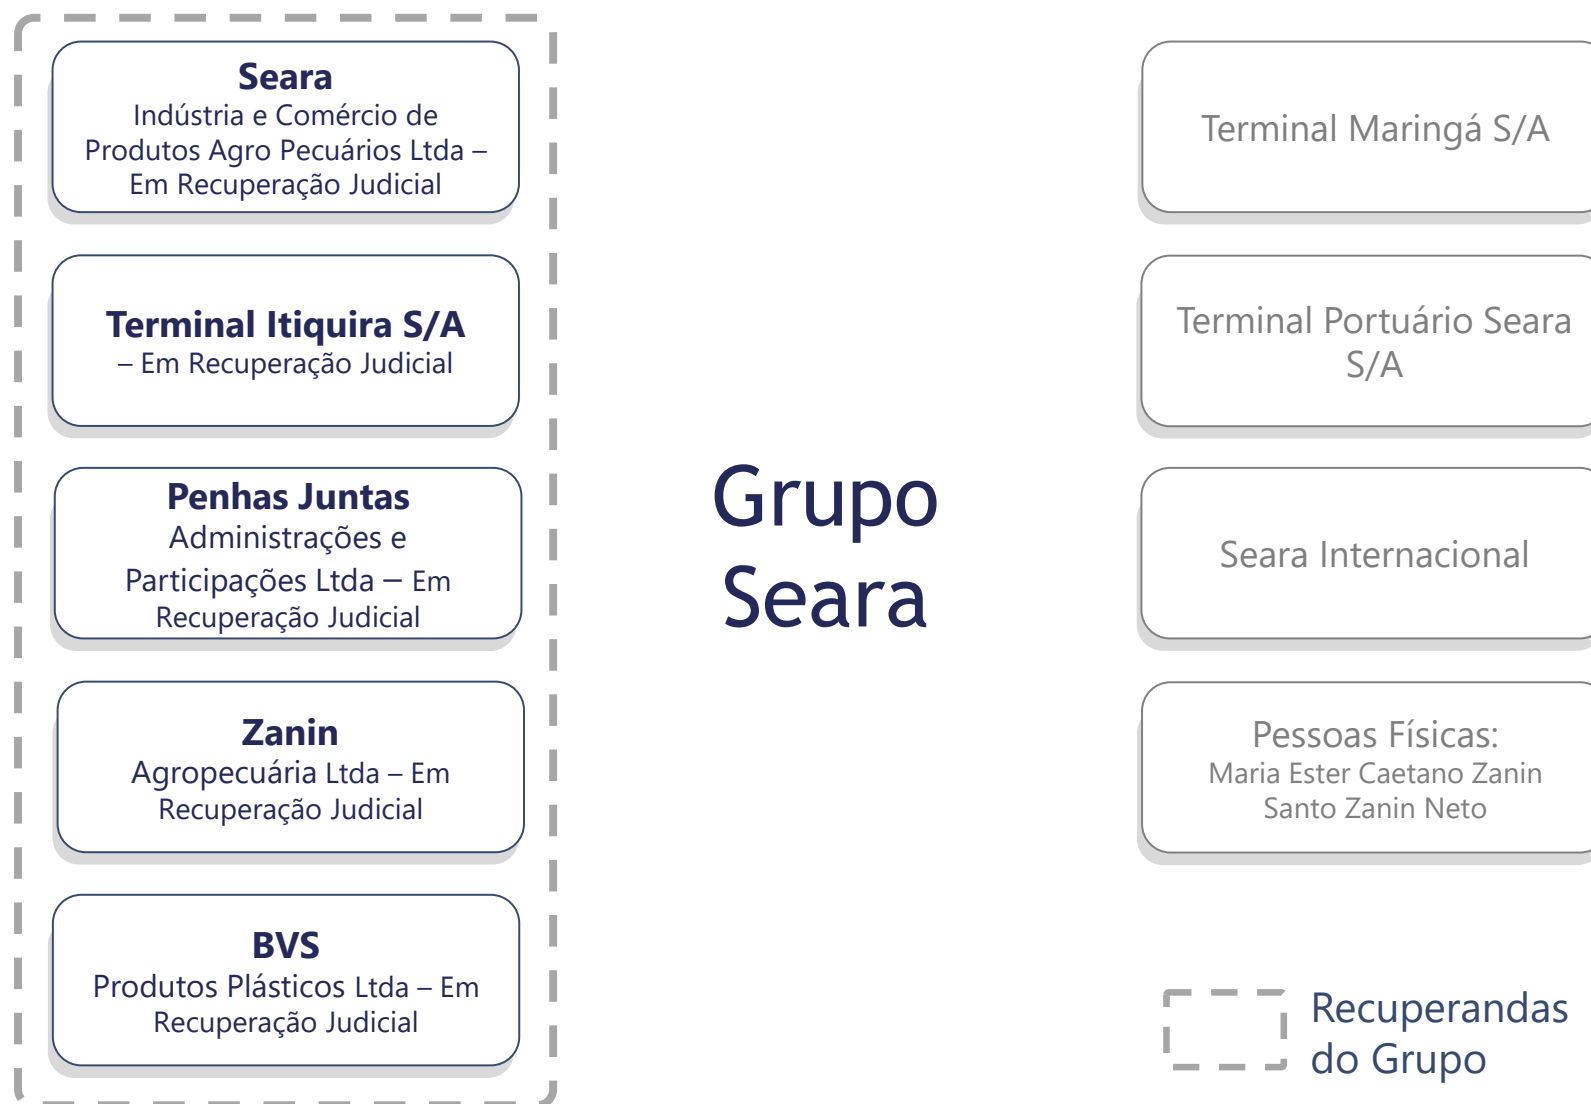 Seara
Indústria e Comércio de
Produtos Agro Pecuários Ltda –
Em Recuperação Judicial
Terminal Itiquira S/A
– Em Recuperação Judicial
Penhas Juntas
Administrações e
Participações Ltda – Em
Recuperação Judicial
Zanin
Agropecuária Ltda – Em
Recuperação Judicial
BVS
Produtos Plásticos Ltda – Em
Recuperação Judicial
Grupo
Seara
Terminal Maringá S/A
Terminal Portuário Seara
S/A
Seara Internacional
Pessoas Físicas:
Maria Ester Caetano Zanin
Santo Zanin Neto
Recuperandas
do Grupo